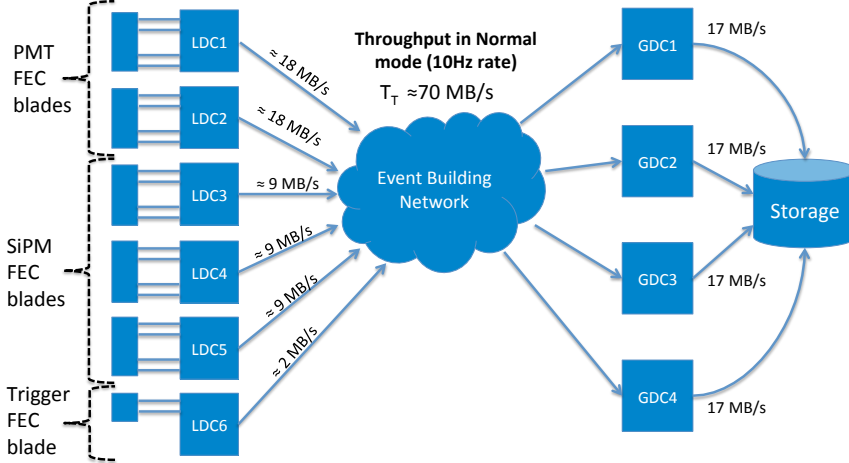 PMT
FEC
blades
SiPM
FEC
blades
Trigger
FEC
blade
LDC1
LDC2
LDC3
LDC4
LDC5
LDC6
≈ 18 MB/s
≈ 18 MB/s
≈ 9 MB/s
≈ 9 MB/s
≈ 9 MB/s
≈ 2 MB/s
Throughput in Normal
mode (10Hz rate)
T_T ≈70 MB/s
Event Building
Network
GDC1
GDC2
GDC3
GDC4
17 MB/s
17 MB/s
17 MB/s
17 MB/s
Storage